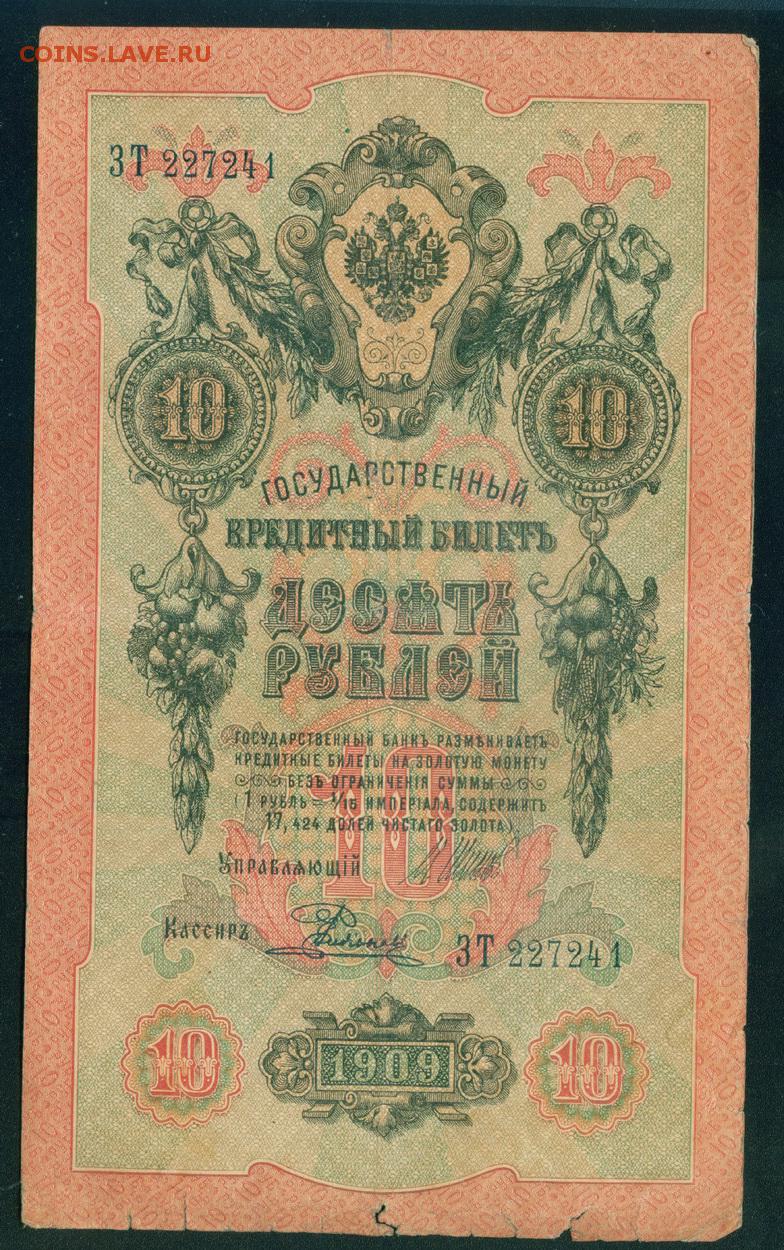 COINS.LAVE.RU
ЗТ 227241
10 10
ГОСУДАРСТВЕННЫЙ
КРЕДИТНЫЙ БИЛЕТЪ
ДЕСѦТЬ
РУБЛЕЙ
10
ГОСУДАРСТВЕННЫЙ БАНКЪ РАЗМѢНИВАЕТЪ
КРЕДИТНЫЕ БИЛЕТЫ НА ЗОЛОТУЮ МОНЕТУ
БЕЗЪ ОГРАНИЧЕНІЯ СУММЫ
(1 РУБЛЬ = 1/15 ИМПЕРІАЛА, СОДЕРЖИТЪ
17,424 ДОЛЕЙ ЧИСТАГО ЗОЛОТА)
УПРАВЛѦЮЩІЙ
КАССИРЪ
ЗТ 227241
10 1909 10